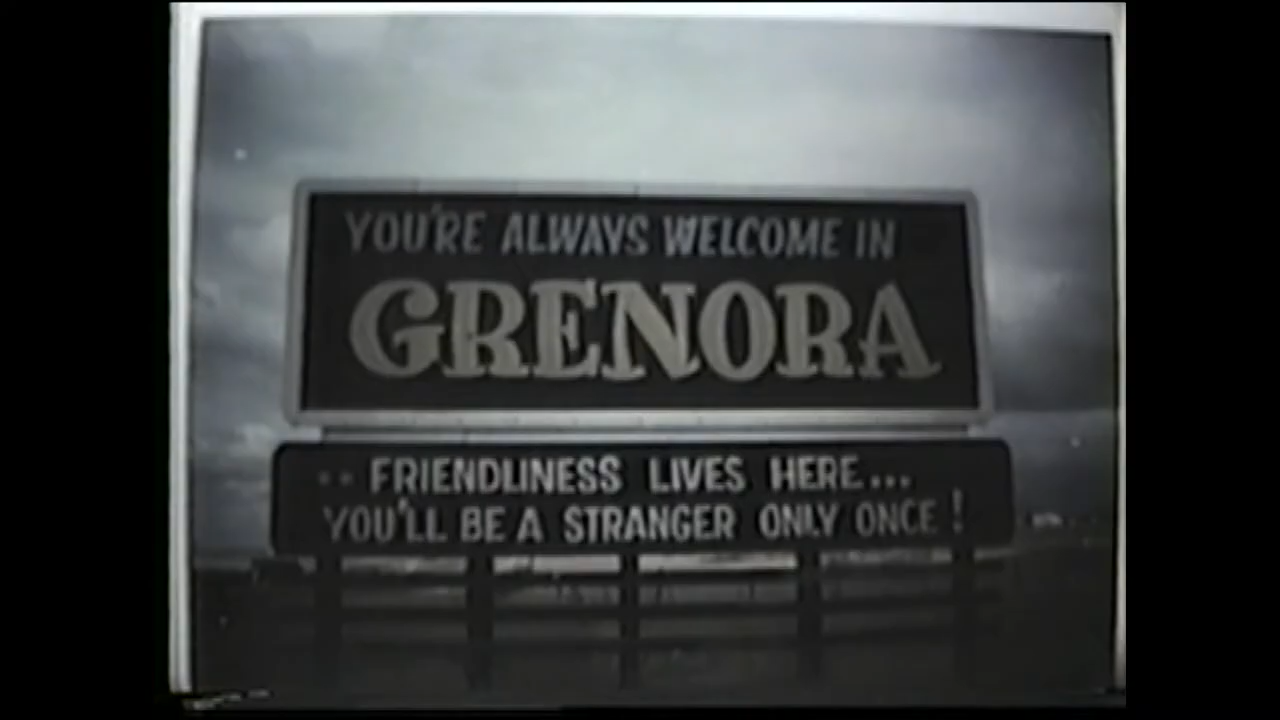 YOU'RE ALWAYS WELCOME IN
GRENORA
.. FRIENDLINESS LIVES HERE...
YOU'LL BE A STRANGER ONLY ONCE!